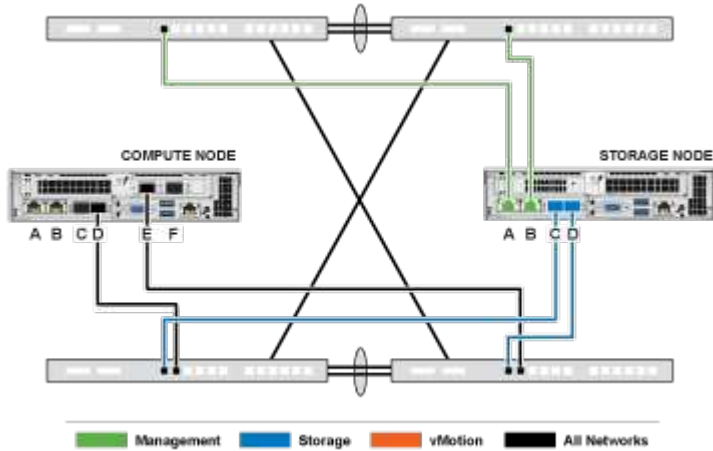 COMPUTE NODE
STORAGE NODE
A B C D E F
A B C D
Management Storage vMotion All Networks